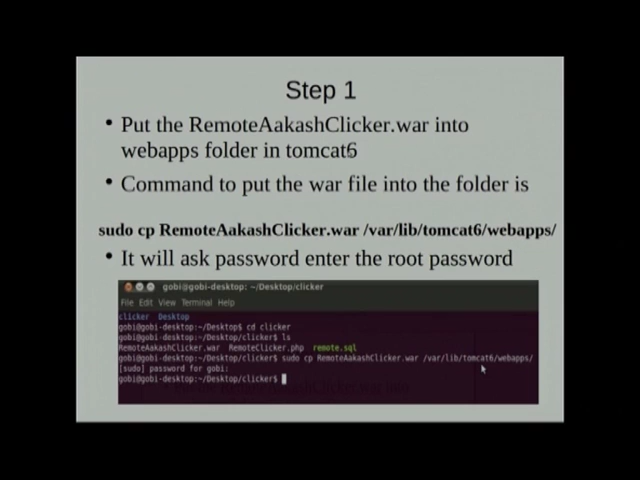 Step 1
• Put the RemoteAakashClicker.war into
webapps folder in tomcat6
• Command to put the war file into the folder is
sudo cp RemoteAakashClicker.war /var/lib/tomcat6/webapps/
• It will ask password enter the root password
gobi@gobi-desktop: ~/Desktop/clicker
File Edit View Terminal Help
clicker Desktop
gobi@gobi-desktop:~/Desktop$ cd clicker
gobi@gobi-desktop:~/Desktop/clicker$ ls
RemoteAakashClicker.war RemoteClicker.php remote.sql
gobi@gobi-desktop:~/Desktop/clicker$ sudo cp RemoteAakashClicker.war /var/lib/tomcat6/webapps/
[sudo] password for gobi:
gobi@gobi-desktop:~/Desktop/clicker$